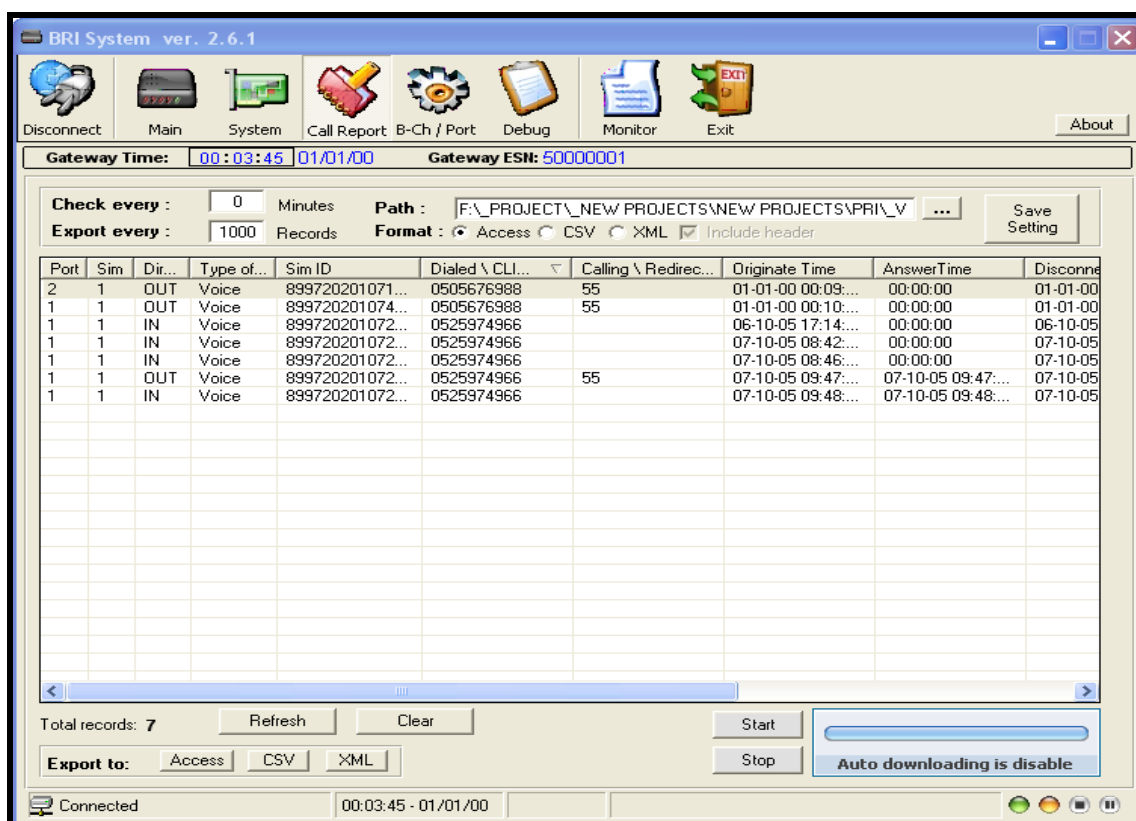 BRI System ver. 2.6.1
Disconnect Main System Call Report B-Ch / Port Debug Monitor Exit About
EXIT
Gateway Time: 00:03:45 01/01/00 Gateway ESN: 50000001
Check every : 0 Minutes Path : F:\_PROJECT\_NEW PROJECTS\NEW PROJECTS\PRI\_V ... Save Setting
Export every : 1000 Records Format : Access CSV XML Include header
Port Sim Dir... Type of... Sim ID Dialed \ CLI... Calling \ Redirec... Originate Time AnswerTime Disconne
2 1 OUT Voice 899720201071... 0505676988 55 01-01-00 00:09:... 00:00:00 01-01-00
1 1 OUT Voice 899720201074... 0505676988 55 01-01-00 00:10:... 00:00:00 01-01-00
1 1 IN Voice 899720201072... 0525974966 06-10-05 17:14:... 00:00:00 06-10-05
1 1 IN Voice 899720201072... 0525974966 07-10-05 08:42:... 00:00:00 07-10-05
1 1 IN Voice 899720201072... 0525974966 07-10-05 08:46:... 00:00:00 07-10-05
1 1 OUT Voice 899720201072... 0525974966 55 07-10-05 09:47:... 07-10-05 09:47:... 07-10-05
1 1 IN Voice 899720201072... 0525974966 07-10-05 09:48:... 07-10-05 09:48:... 07-10-05
Total records: 7 Refresh Clear Start
Export to: Access CSV XML Stop Auto downloading is disable
Connected 00:03:45 - 01/01/00